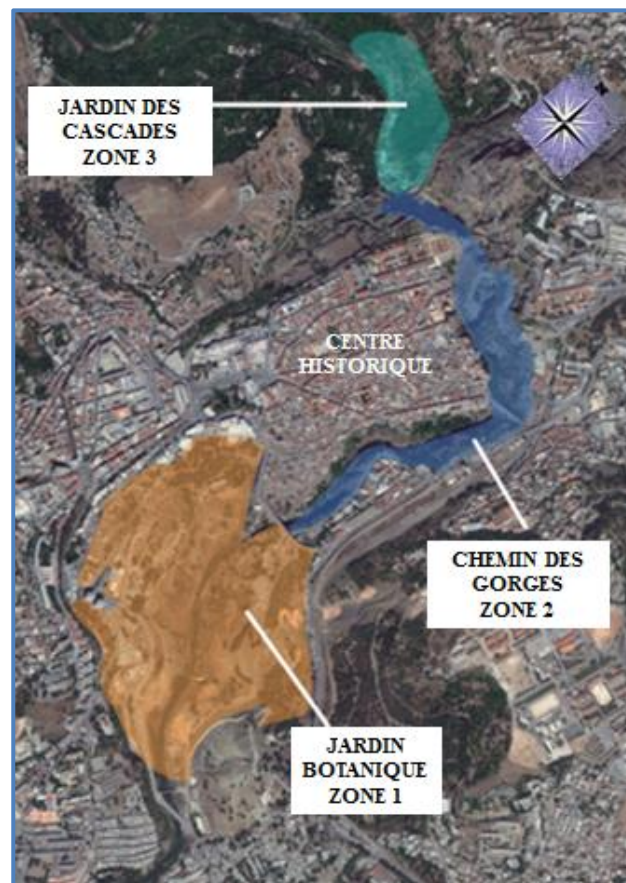 JARDIN DES
CASCADES
ZONE 3
CENTRE
HISTORIQUE
CHEMIN DES
GORGES
ZONE 2
JARDIN
BOTANIQUE
ZONE 1